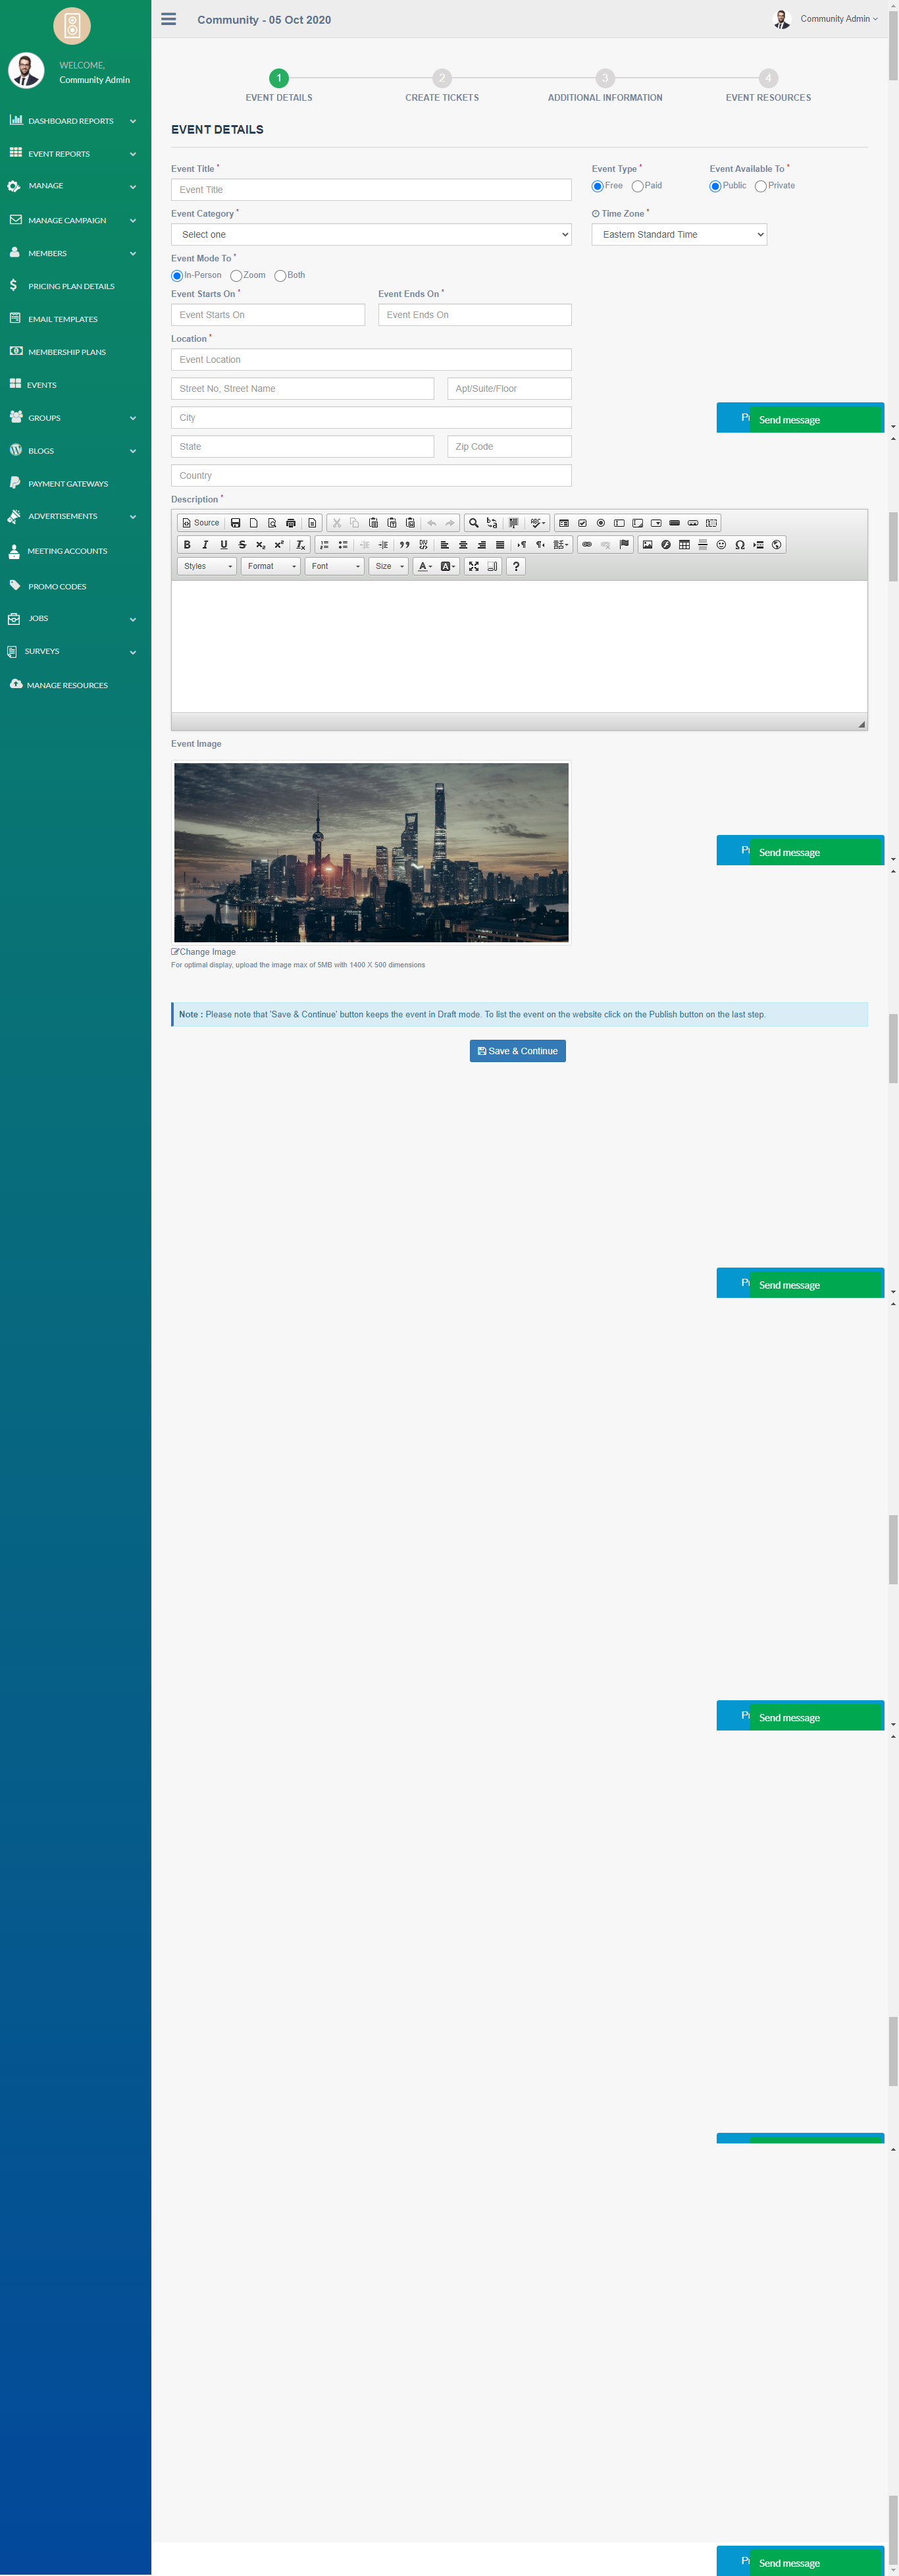 Community - 05 Oct 2020
Community Admin
WELCOME,
Community Admin
DASHBOARD REPORTS
EVENT REPORTS
MANAGE
MANAGE CAMPAIGN
MEMBERS
PRICING PLAN DETAILS
EMAIL TEMPLATES
MEMBERSHIP PLANS
EVENTS
GROUPS
BLOGS
PAYMENT GATEWAYS
ADVERTISEMENTS
MEETING ACCOUNTS
PROMO CODES
JOBS
SURVEYS
MANAGE RESOURCES
1 2 3 4
EVENT DETAILS CREATE TICKETS ADDITIONAL INFORMATION EVENT RESOURCES
EVENT DETAILS
Event Title * Event Type * Event Available To *
Event Title Free Paid Public Private
Event Category * Time Zone *
Select one Eastern Standard Time
Event Mode To *
In-Person Zoom Both
Event Starts On * Event Ends On *
Event Starts On Event Ends On
Location *
Event Location
Street No, Street Name Apt/Suite/Floor
City
Send message
State Zip Code
Country
Description *
Source
Styles Format Font Size
Event Image
Send message
Change Image
For optimal display, upload the image max of 5MB with 1400 X 500 dimensions
Note : Please note that 'Save & Continue' button keeps the event in Draft mode. To list the event on the website click on the Publish button on the last step.
Save & Continue
Send message
Send message
Send message